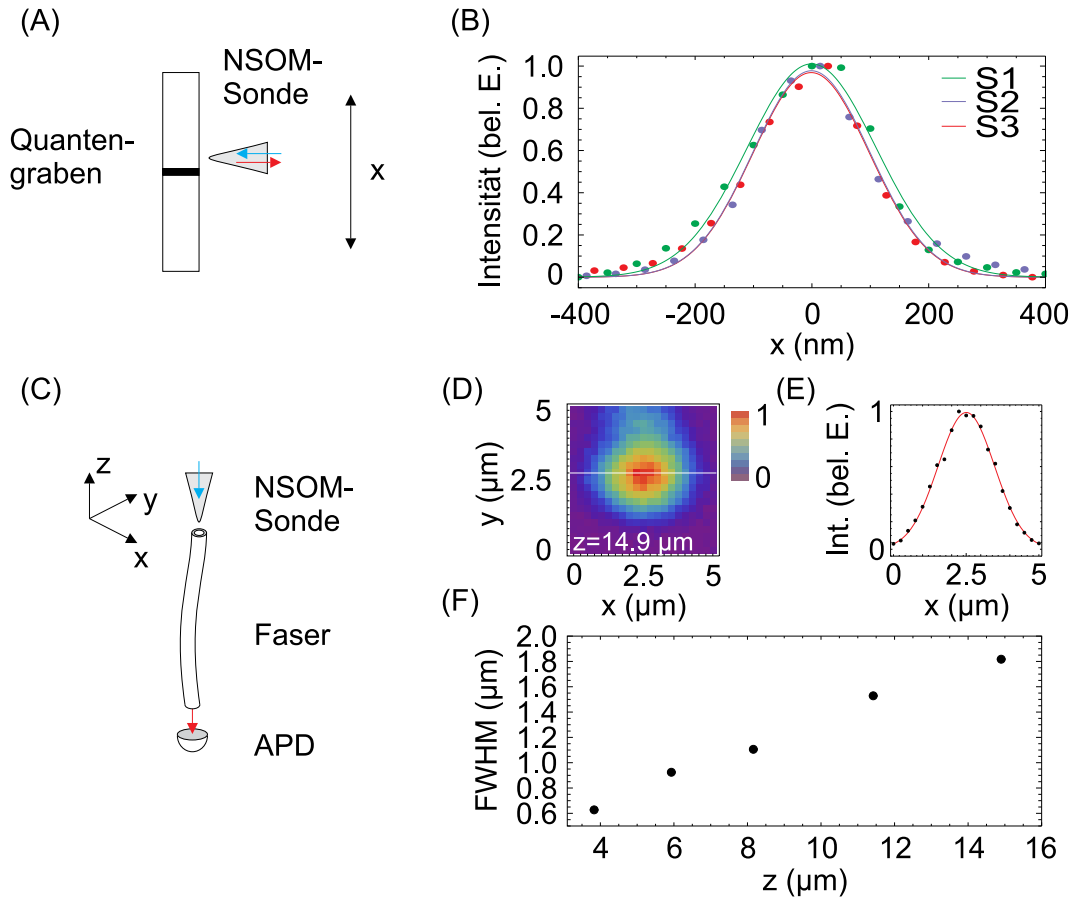 (A)
NSOM-
Sonde
Quanten-
graben
x
(B)
Intensität (bel. E.)
1.0
0.8
0.6
0.4
0.2
0
-400
-200
0
200
400
x (nm)
S1
S2
S3
(C)
z
y
x
NSOM-
Sonde
Faser
APD
(D)
y (µm)
5
2.5
0
z=14.9 µm
0
2.5
5
x (µm)
1
0
(E)
Int. (bel. E.)
1
0
0
2.5
5
x (µm)
(F)
FWHM (µm)
2.0
1.8
1.6
1.4
1.2
1.0
0.8
0.6
4
6
8
10
12
14
16
z (µm)